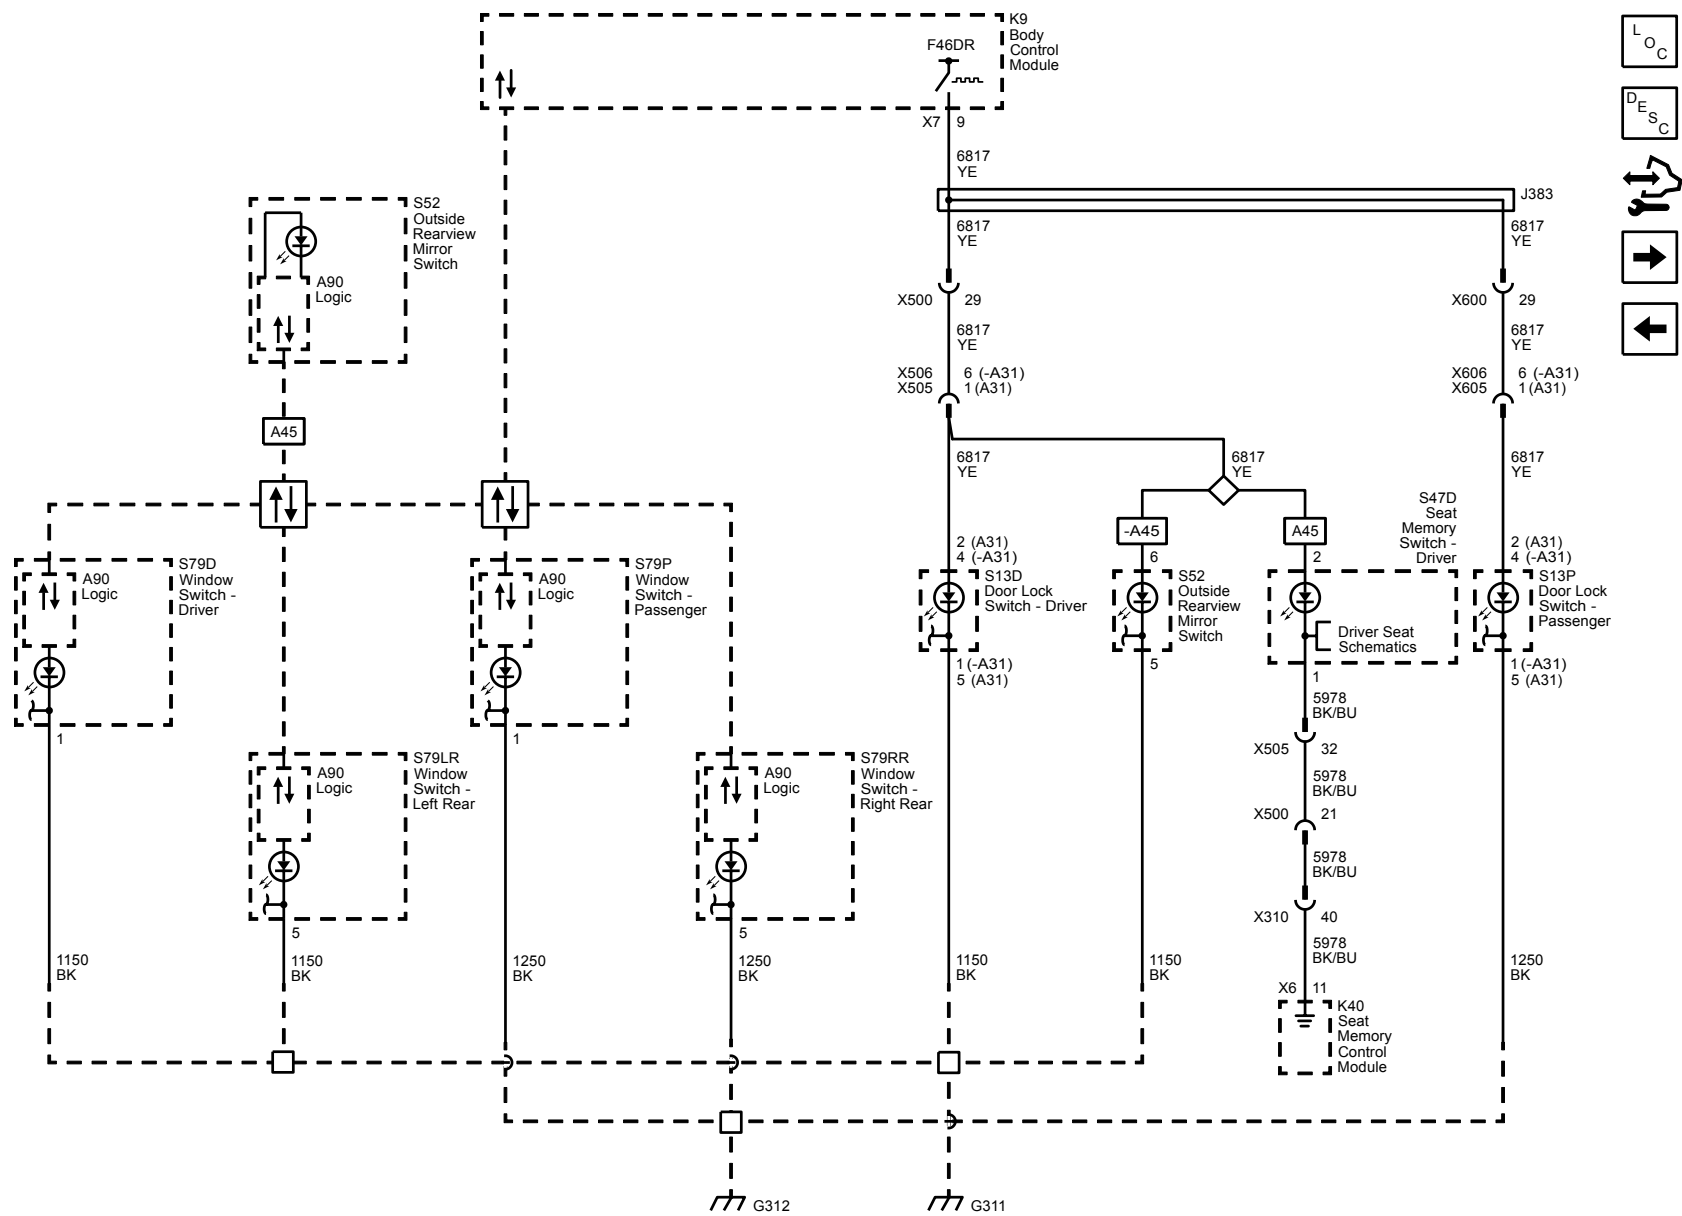 K9
Body
Control
Module
F46DR
X7 9
6817
YE
J383
6817
YE
6817
YE
LOC
DESC
S52
Outside
Rearview
Mirror
Switch
A90
Logic
A45
X500 29
X600 29
6817
YE
6817
YE
X506 6 (-A31)
X505 1 (A31)
X606 6 (-A31)
X605 1 (A31)
6817
YE
6817
YE
6817
YE
-A45
A45
S47D
Seat
Memory
Switch -
Driver
2 (A31)
4 (-A31)
6
2
2 (A31)
4 (-A31)
S79D
Window
Switch -
Driver
A90
Logic
1
S79P
Window
Switch -
Passenger
A90
Logic
1
S13D
Door Lock
Switch - Driver
1 (-A31)
5 (A31)
S52
Outside
Rearview
Mirror
Switch
5
Driver Seat
Schematics
1
S13P
Door Lock
Switch -
Passenger
1 (-A31)
5 (A31)
5978
BK/BU
X505 32
5978
BK/BU
X500 21
5978
BK/BU
X310 40
5978
BK/BU
X6 11
K40
Seat
Memory
Control
Module
S79LR
Window
Switch -
Left Rear
A90
Logic
5
S79RR
Window
Switch -
Right Rear
A90
Logic
5
1150
BK
1150
BK
1250
BK
1250
BK
1150
BK
1150
BK
1250
BK
G312
G311